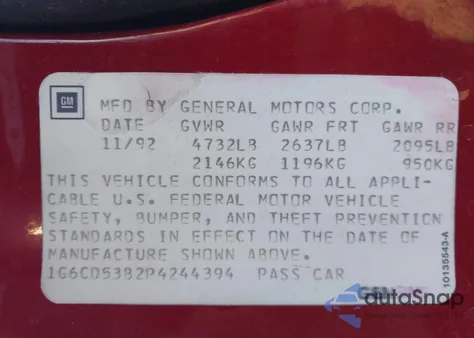 GM
MFD BY GENERAL MOTORS CORP.
DATE GVWR GAWR FRT GAWR RR
11/92 4732LB 2637LB 2095LB
2146KG 1196KG 950KG
THIS VEHICLE CONFORMS TO ALL APPLI-
CABLE U.S. FEDERAL MOTOR VEHICLE
SAFETY, BUMPER, AND THEFT PREVENTION
STANDARDS IN EFFECT ON THE DATE OF
MANUFACTURE SHOWN ABOVE.
1G6CD53B2P4244394 PASS CAR
10135543-A
autoSnap